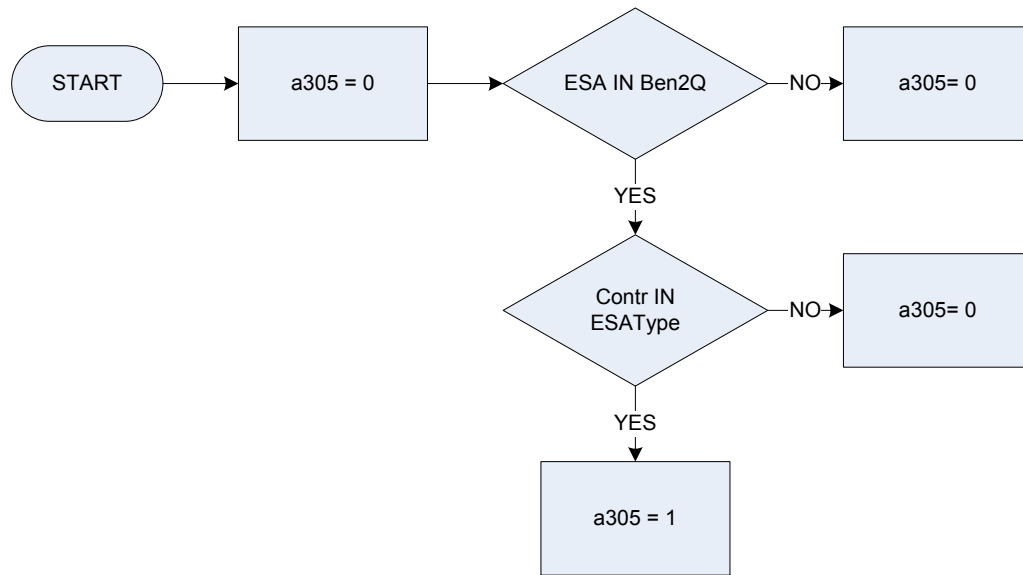 START
a305 = 0
ESA IN Ben2Q
NO
a305= 0
YES
Contr IN
ESAType
NO
a305= 0
YES
a305 = 1